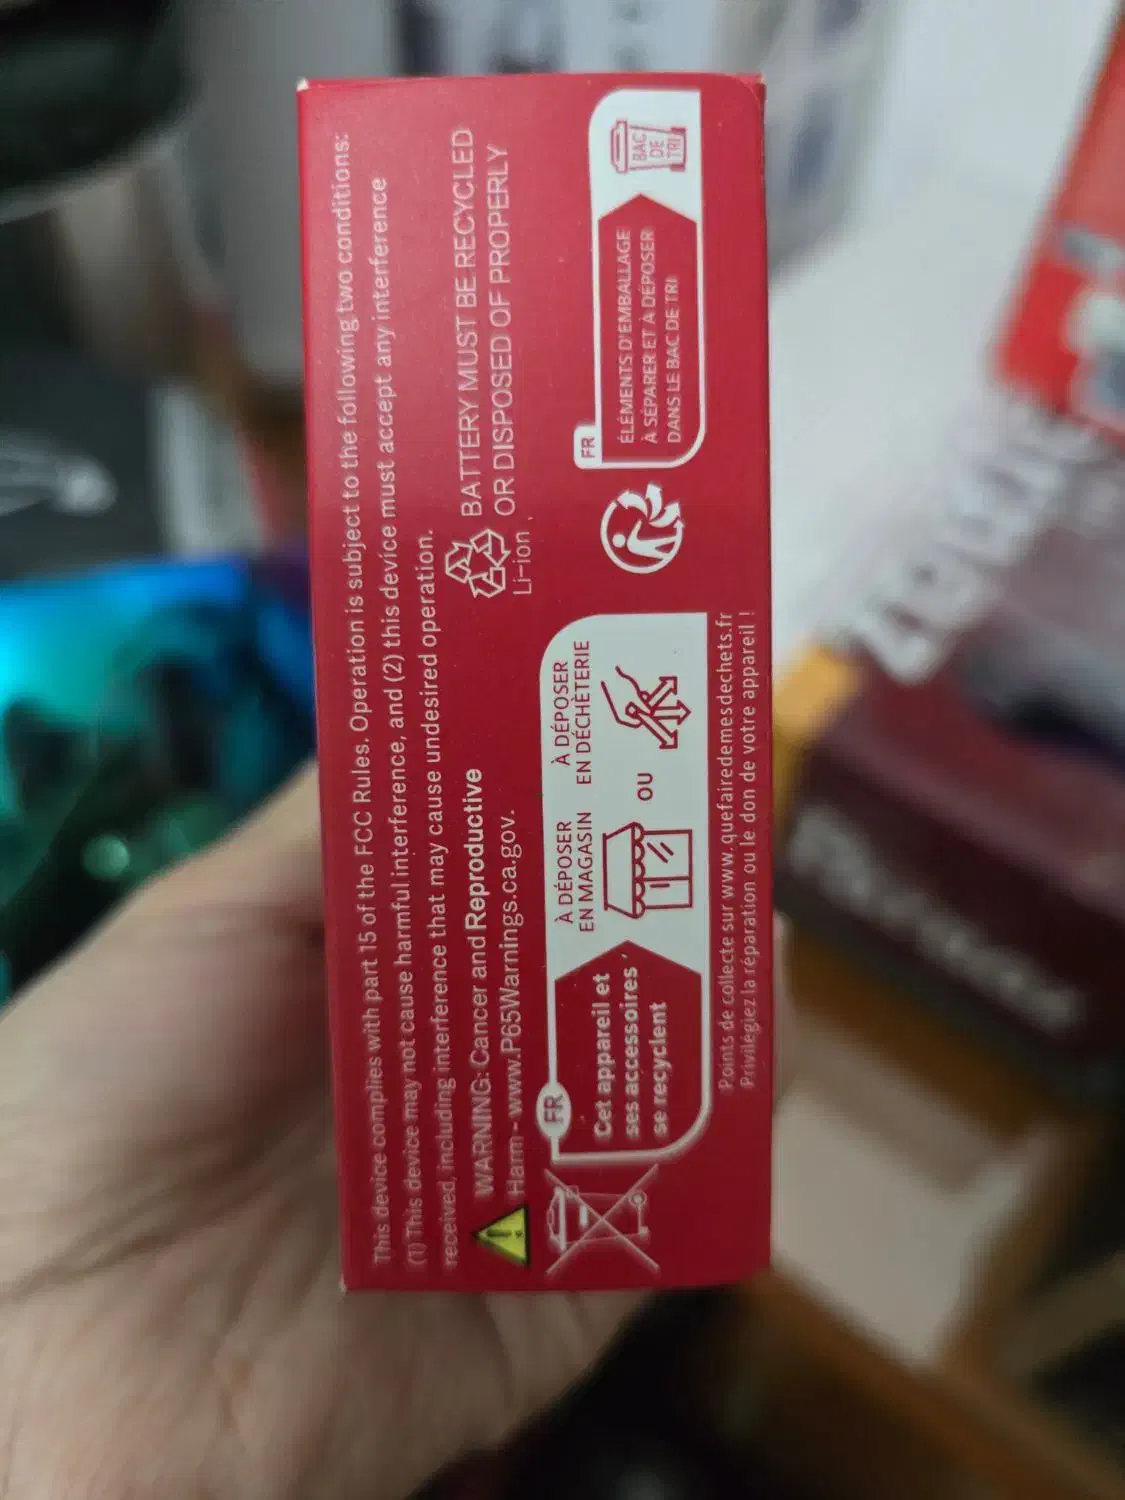 This device complies with part 15 of the FCC Rules. Operation is subject to the following two conditions:
(1) This device may not cause harmful interference, and (2) this device must accept any interference
received, including interference that may cause undesired operation.
WARNING: Cancer and Reproductive
Harm - www.P65Warnings.ca.gov.
BATTERY MUST BE RECYCLED
OR DISPOSED OF PROPERLY
Li-ion
FR
Cet appareil et
ses accessoires
se recyclent
À DÉPOSER
EN MAGASIN
OU
À DÉPOSER
EN DÉCHÈTERIE
Points de collecte sur www.quefairedemesdechets.fr
Privilégiez la réparation ou le don de votre appareil !
FR
ÉLÉMENTS D'EMBALLAGE
À SÉPARER ET À DÉPOSER
DANS LE BAC DE TRI
BAC
DE
TRI